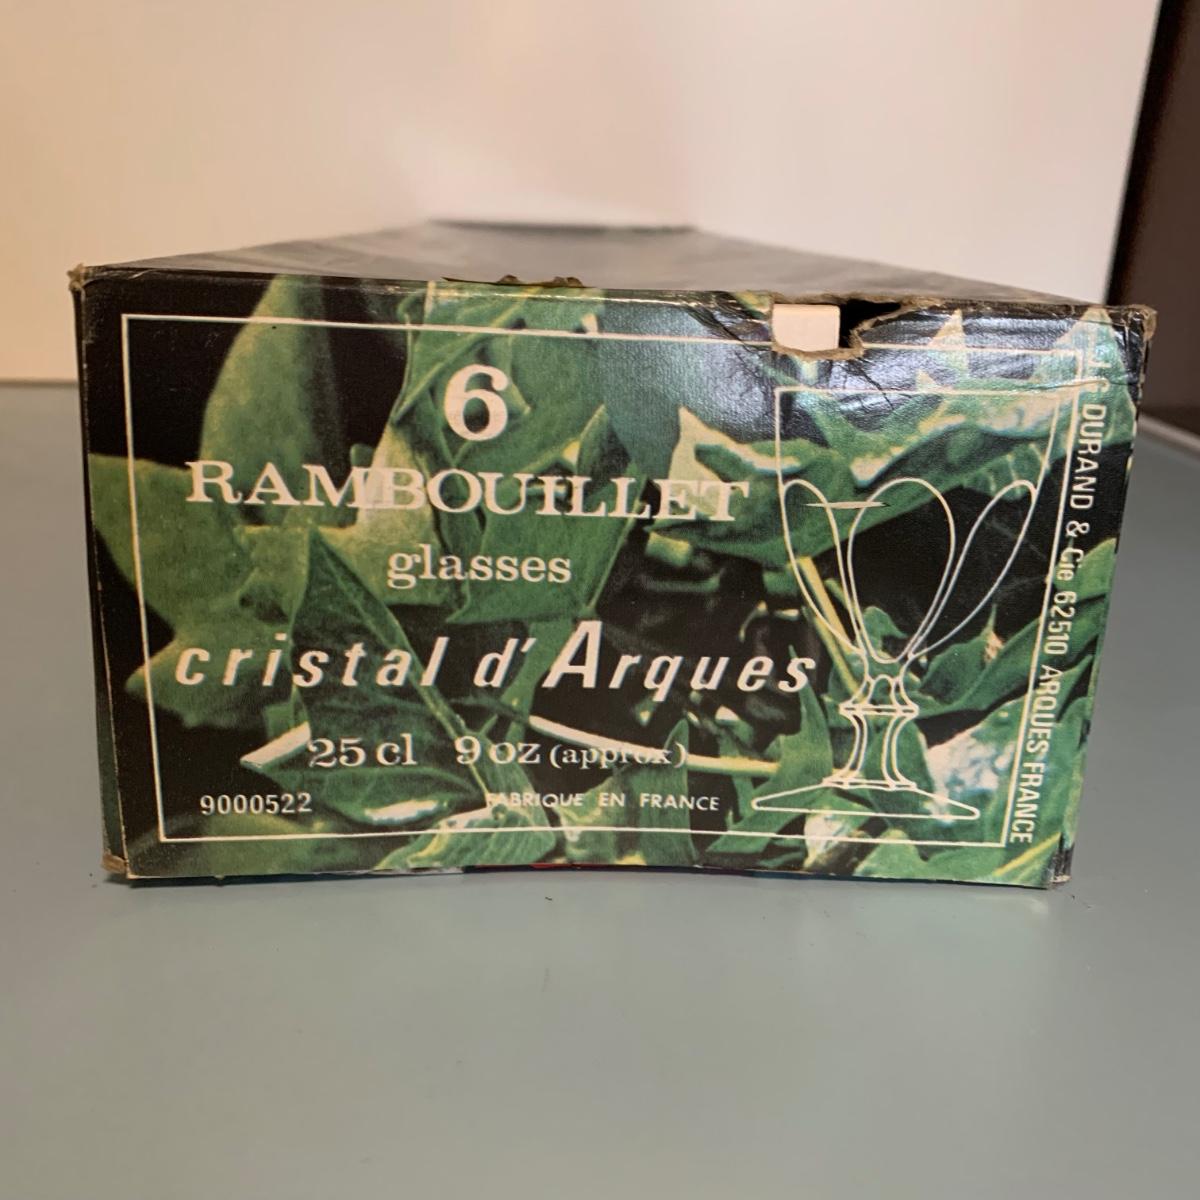 6
RAMBOUILLET
glasses
cristal d'Arques
25 cl 9 oz (approx)
9000522 FABRIQUE EN FRANCE
DURAND & Cie 62510 ARQUES FRANCE